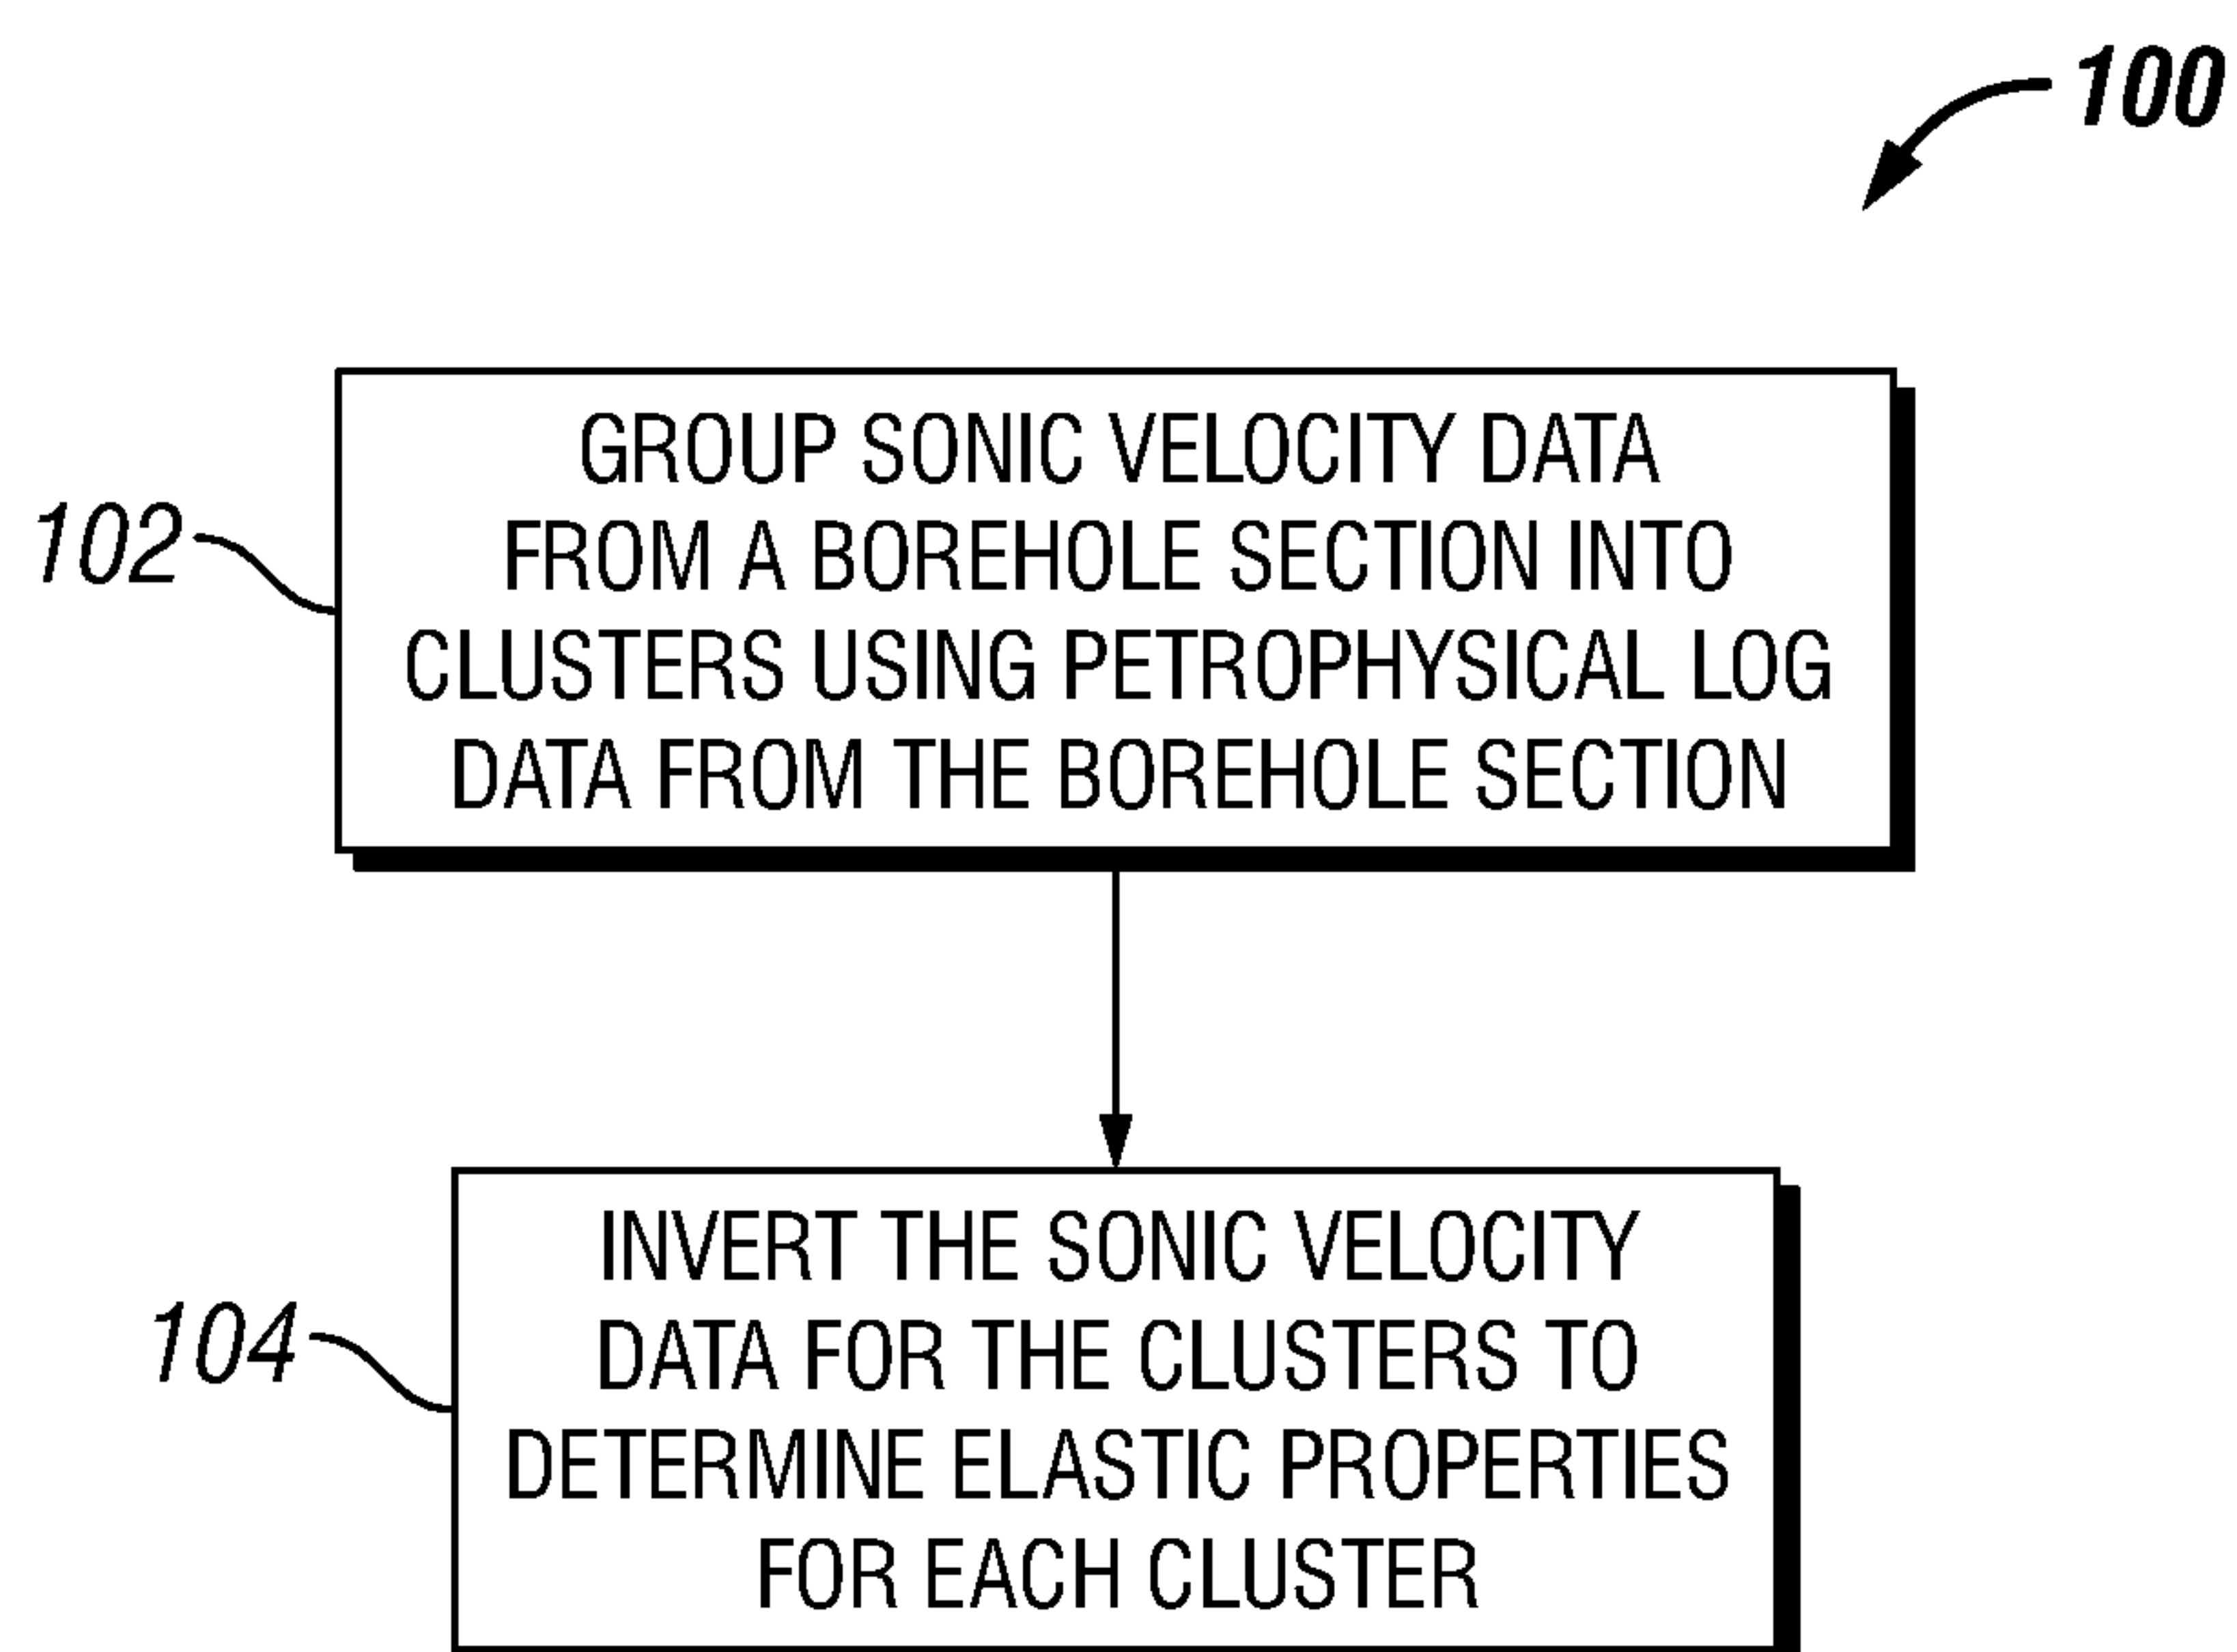 100
102
GROUP SONIC VELOCITY DATA
FROM A BOREHOLE SECTION INTO
CLUSTERS USING PETROPHYSICAL LOG
DATA FROM THE BOREHOLE SECTION
104
INVERT THE SONIC VELOCITY
DATA FOR THE CLUSTERS TO
DETERMINE ELASTIC PROPERTIES
FOR EACH CLUSTER